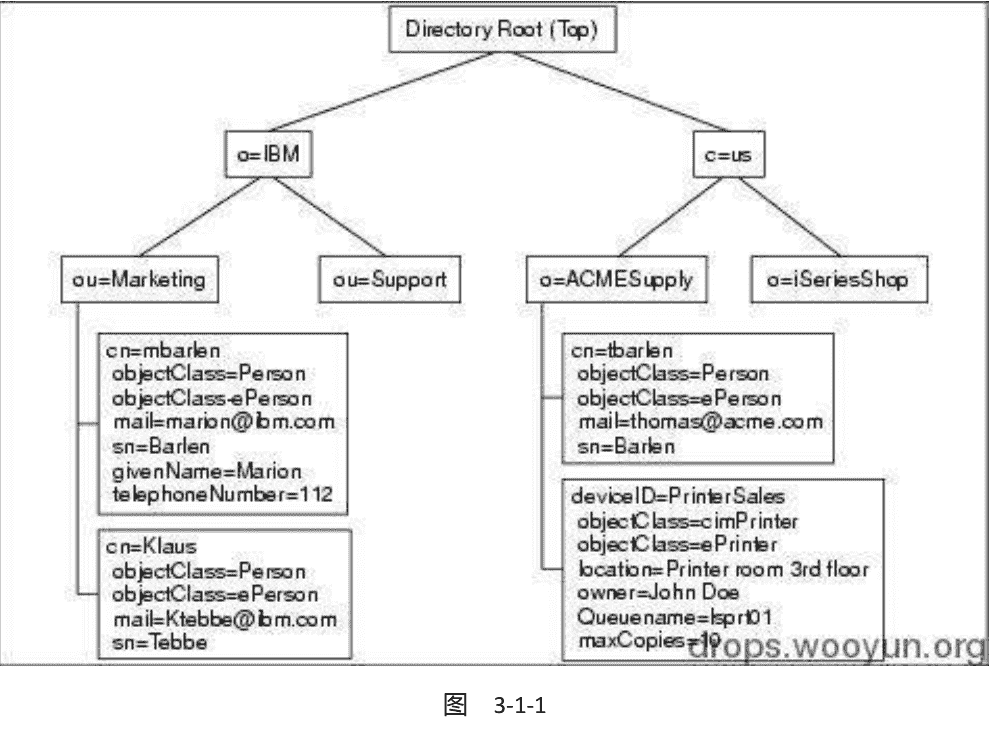 Directory Root (Top)
o=IBM
c=us
ou=Marketing
ou=Support
o=ACMESupply
o=iSeriesShop
cn=mbarlen
objectClass=Person
objectClass-ePerson
mail=marion@ibm.com
sn=Barlen
givenName=Marion
telephoneNumber=112
cn=Klaus
objectClass=Person
objectClass=ePerson
mail=Ktebbe@ibm.com
sn=Tebbe
cn=tbarlen
objectClass=Person
objectClass=ePerson
mail=thomas@acme.com
sn=Barlen
deviceID=PrinterSales
objectClass=cimPrinter
objectClass=ePrinter
location=Printer room 3rd floor
owner=John Doe
Queuename=lsprt01
maxCopies=10
drops.wooyun.org
图 3-1-1